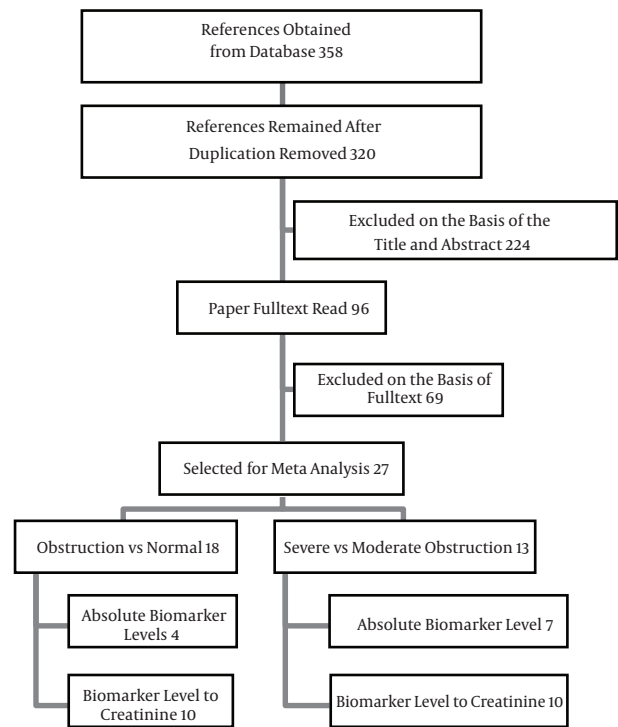 References Obtained
from Database 358
References Remained After
Duplication Removed 320
Excluded on the Basis of the
Title and Abstract 224
Paper Fulltext Read 96
Excluded on the Basis of
Fulltext 69
Selected for Meta Analysis 27
Obstruction vs Normal 18
Severe vs Moderate Obstruction 13
Absolute Biomarker
Levels 4
Absolute Biomarker Level 7
Biomarker Level to
Creatinine 10
Biomarker Level to Creatinine 10